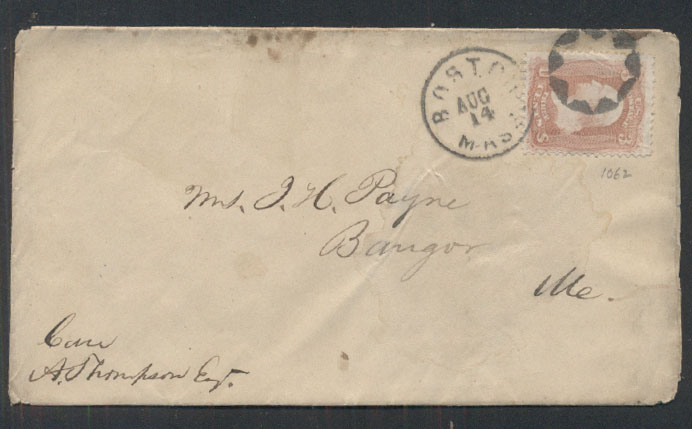 BOSTON
AUG
14
MASS.
1062
Mrs. J. H. Payne
Bangor
Me.
Care
A. Thompson Esq.